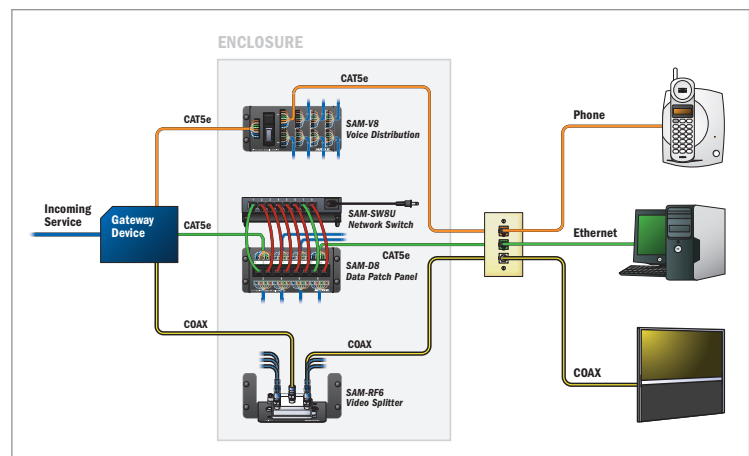 ENCLOSURE
CAT5e
CAT5e
SAM-V8
Voice Distribution
Phone
Incoming
Service
Gateway
Device
CAT5e
SAM-SW8U
Network Switch
Ethernet
CAT5e
SAM-D8
Data Patch Panel
COAX
COAX
COAX
SAM-RF6
Video Splitter